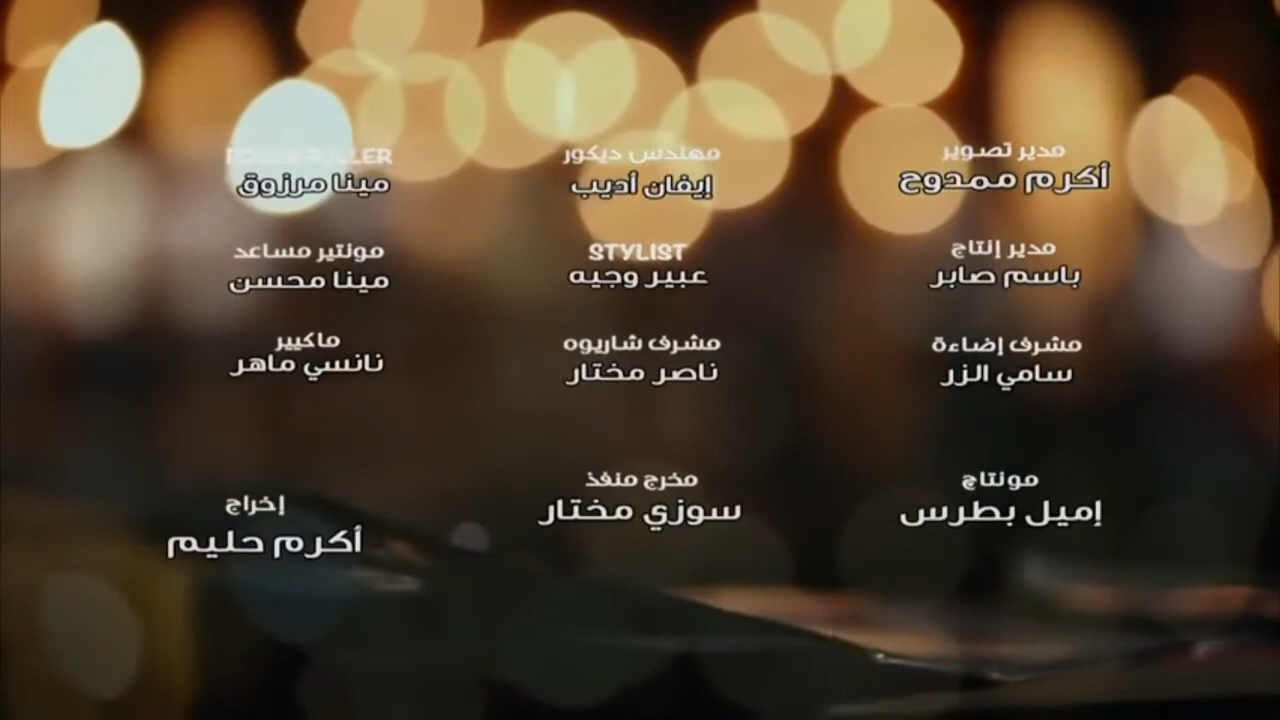 مدير تصوير
أكرم ممدوح
مهندس ديكور
إيفان أديب
مينا مرزوق
مدير إنتاج
باسم صابر
STYLIST
عبير وجيه
مونتير مساعد
مينا محسن
مشرف إضاءة
سامي الزر
مشرف شاريوه
ناصر مختار
ماكيير
نانسي ماهر
مونتاج
إميل بطرس
مخرج منفذ
سوزي مختار
إخراج
أكرم حليم